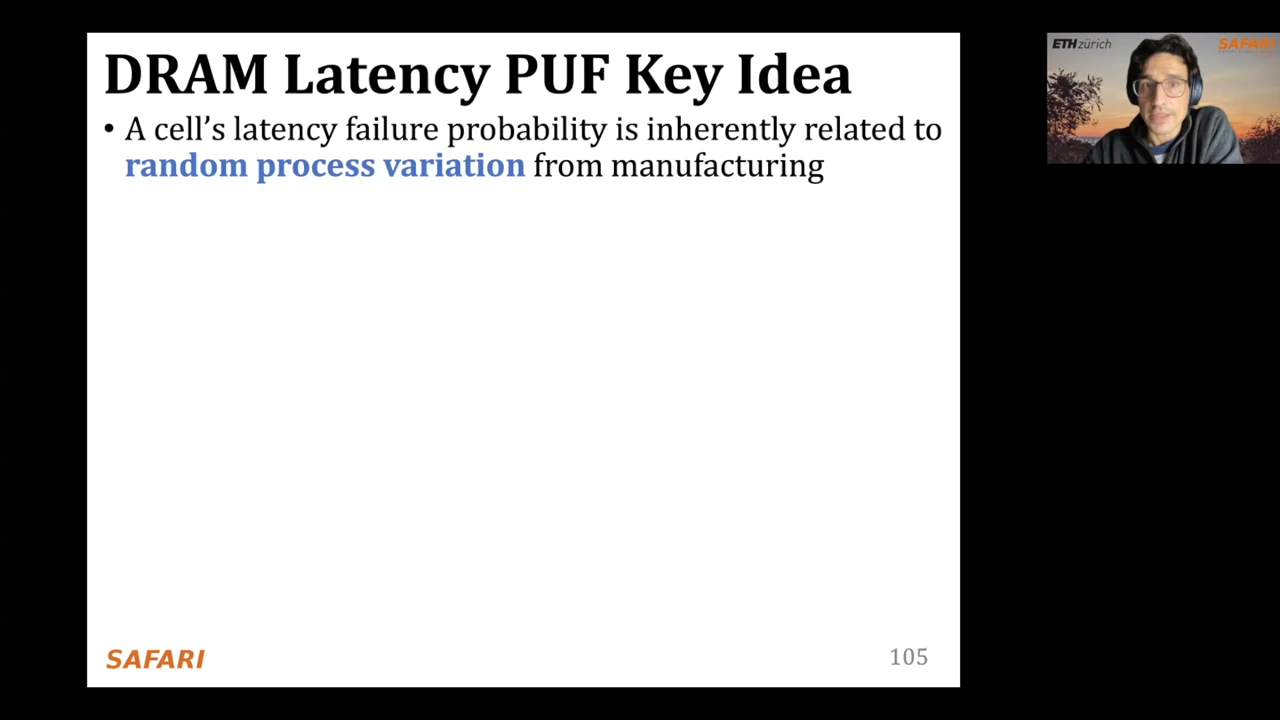 DRAM Latency PUF Key Idea
• A cell's latency failure probability is inherently related to
random process variation from manufacturing
SAFARI
105
ETH zürich
SAFARI